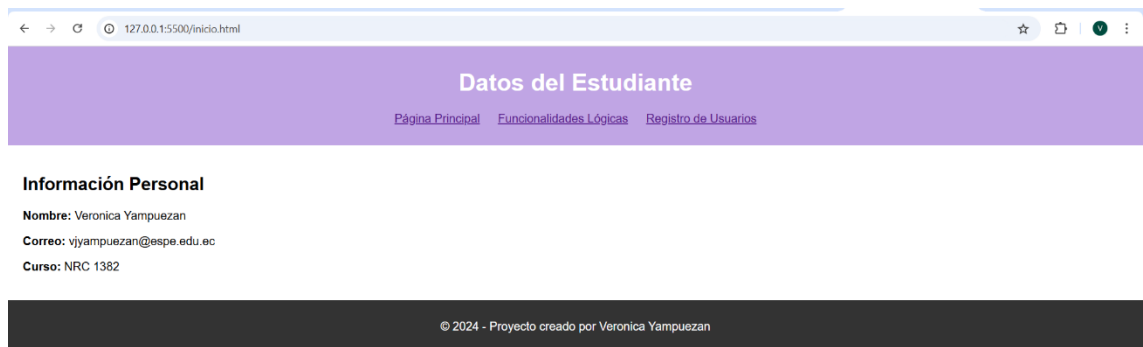 127.0.0.1:5500/inicio.html
V
Datos del Estudiante
Página Principal Funcionalidades Lógicas Registro de Usuarios
Información Personal
Nombre: Veronica Yampuezan
Correo: vjyampuezan@espe.edu.ec
Curso: NRC 1382
© 2024 - Proyecto creado por Veronica Yampuezan